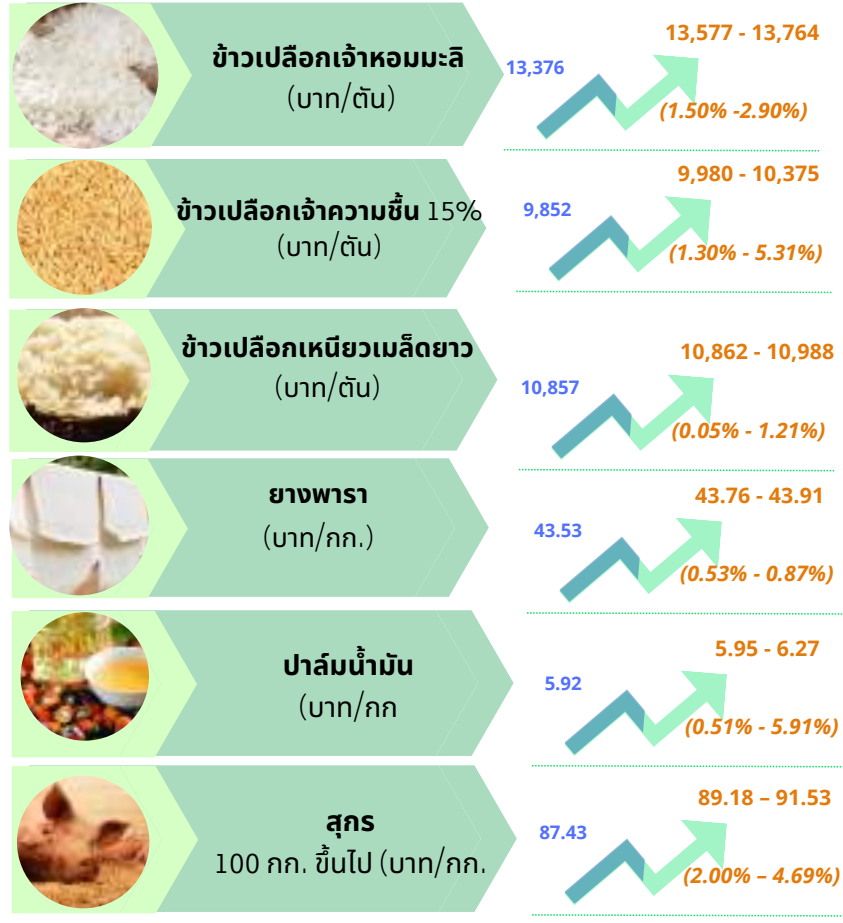 ข้าวเปลือกเจ้าหอมมะลิ
(บาท/ตัน)
13,376
13,577 - 13,764
(1.50% -2.90%)
ข้าวเปลือกเจ้าความชื้น 15%
(บาท/ตัน)
9,852
9,980 - 10,375
(1.30% - 5.31%)
ข้าวเปลือกเหนียวเมล็ดยาว
(บาท/ตัน)
10,857
10,862 - 10,988
(0.05% - 1.21%)
ยางพารา
(บาท/กก.)
43.53
43.76 - 43.91
(0.53% - 0.87%)
ปาล์มน้ำมัน
(บาท/กก
5.92
5.95 - 6.27
(0.51% - 5.91%)
สุกร
100 กก. ขึ้นไป (บาท/กก.
87.43
89.18 – 91.53
(2.00% – 4.69%)